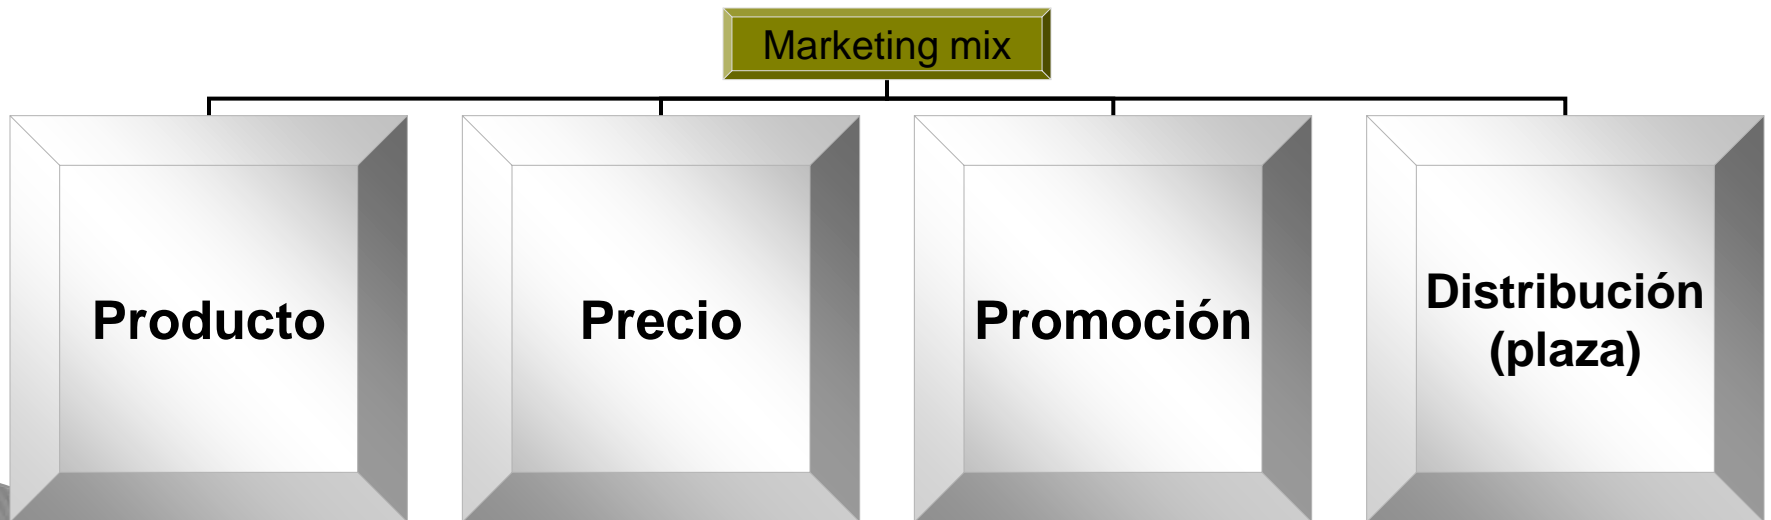 Marketing mix
Producto
Precio
Promoción
Distribución
(plaza)